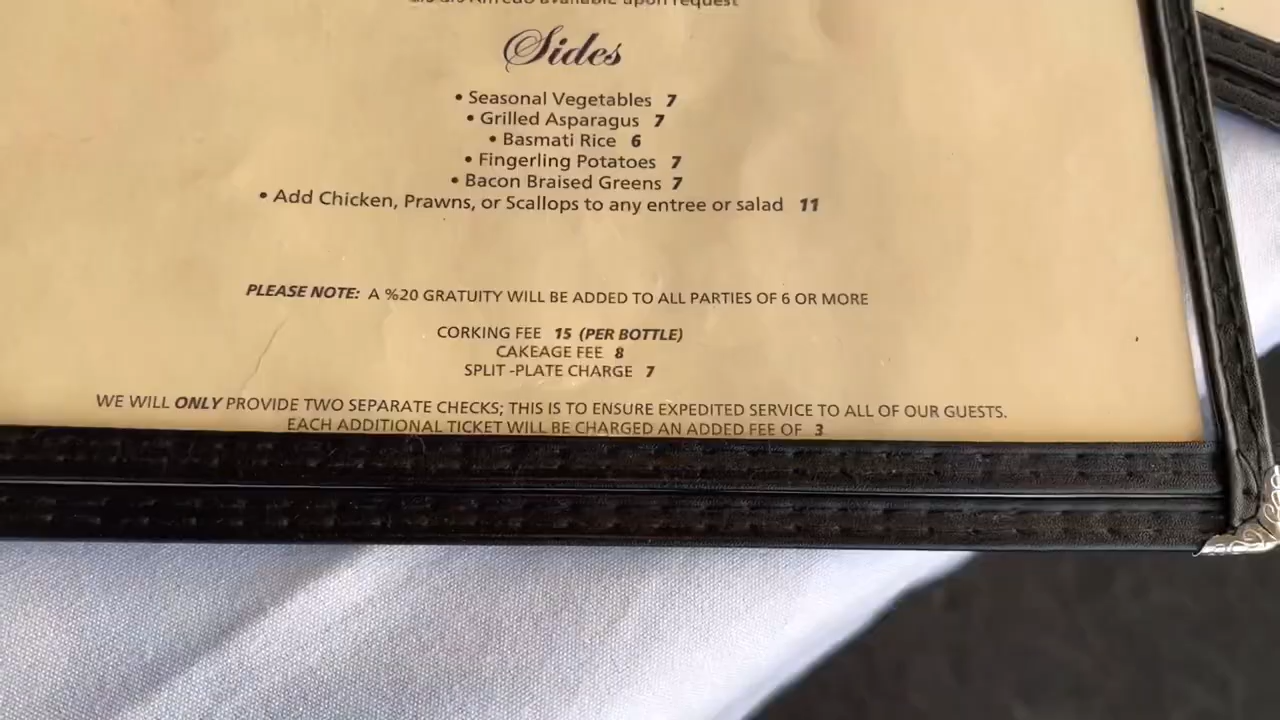 available upon request
Sides
• Seasonal Vegetables 7
• Grilled Asparagus 7
• Basmati Rice 6
• Fingerling Potatoes 7
• Bacon Braised Greens 7
• Add Chicken, Prawns, or Scallops to any entree or salad 11
PLEASE NOTE: A %20 GRATUITY WILL BE ADDED TO ALL PARTIES OF 6 OR MORE
CORKING FEE 15 (PER BOTTLE)
CAKEAGE FEE 8
SPLIT -PLATE CHARGE 7
WE WILL ONLY PROVIDE TWO SEPARATE CHECKS; THIS IS TO ENSURE EXPEDITED SERVICE TO ALL OF OUR GUESTS.
EACH ADDITIONAL TICKET WILL BE CHARGED AN ADDED FEE OF 3